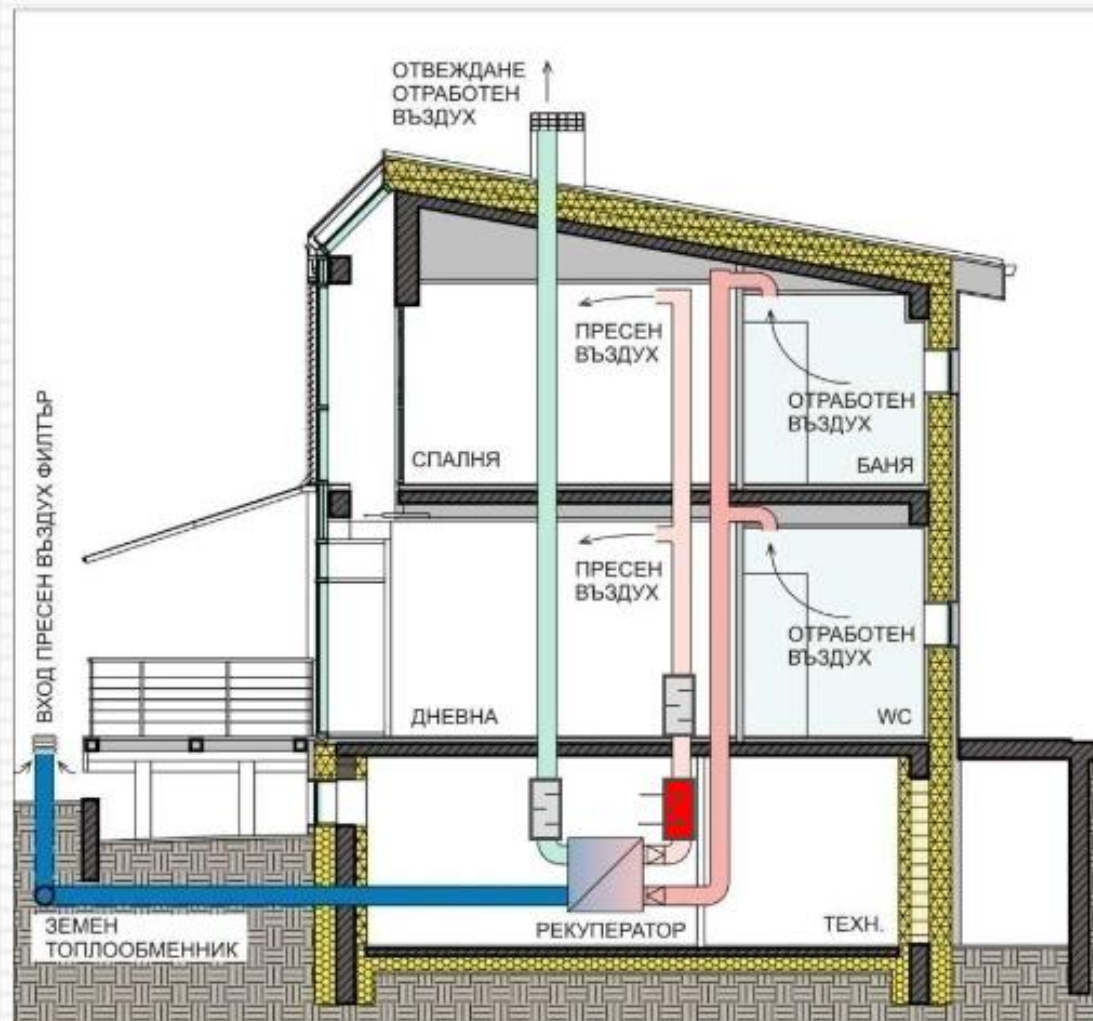 ОТВЕЖДАНЕ
ОТРАБОТЕН
ВЪЗДУХ
ПРЕСЕН
ВЪЗДУХ
ОТРАБОТЕН
ВЪЗДУХ
СПАЛНЯ
БАНЯ
ВХОД ПРЕСЕН ВЪЗДУХ ФИЛТЪР
ПРЕСЕН
ВЪЗДУХ
ОТРАБОТЕН
ВЪЗДУХ
ДНЕВНА
WC
ЗЕМЕН
ТОПЛООБМЕННИК
РЕКУПЕРАТОР
ТЕХН.